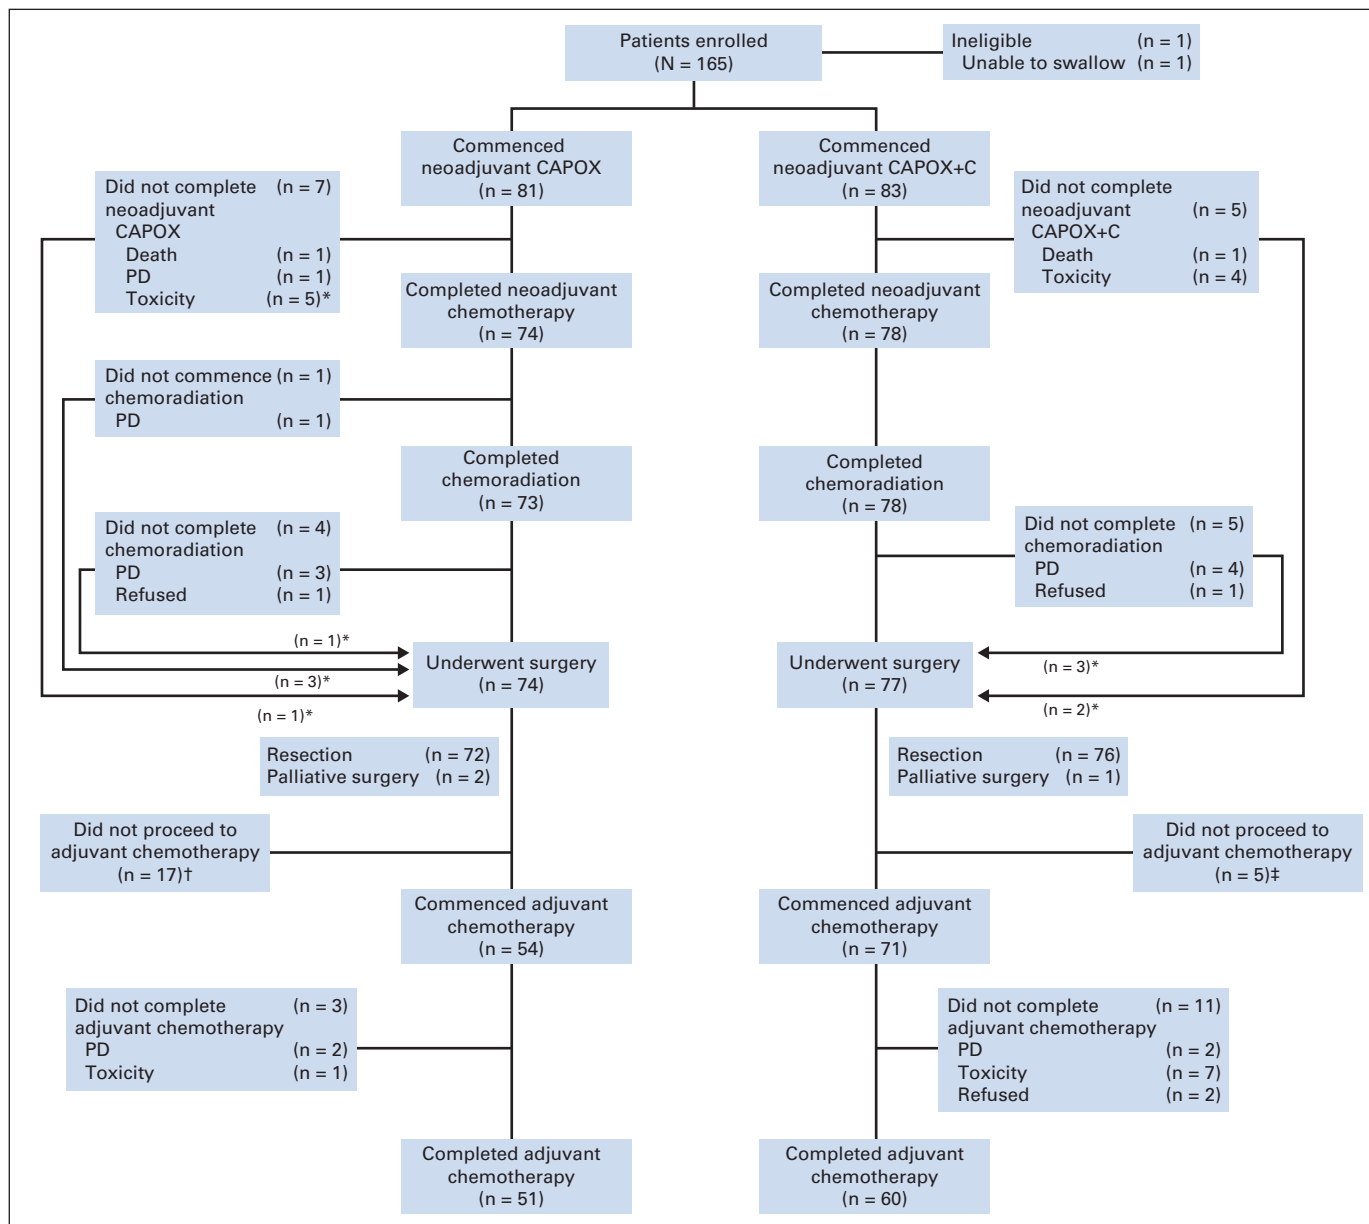 Patients enrolled
(N = 165)
Ineligible (n = 1)
Unable to swallow (n = 1)
Commenced
neoadjuvant CAPOX
(n = 81)
Commenced
neoadjuvant CAPOX+C
(n = 83)
Did not complete (n = 7)
neoadjuvant
CAPOX
Death (n = 1)
PD (n = 1)
Toxicity (n = 5)*
Did not complete
neoadjuvant (n = 5)
CAPOX+C
Death (n = 1)
Toxicity (n = 4)
Completed neoadjuvant
chemotherapy
(n = 74)
Completed neoadjuvant
chemotherapy
(n = 78)
Did not commence (n = 1)
chemoradiation
PD (n = 1)
Completed
chemoradiation
(n = 73)
Completed
chemoradiation
(n = 78)
Did not complete (n = 4)
chemoradiation
PD (n = 3)
Refused (n = 1)
Did not complete (n = 5)
chemoradiation
PD (n = 4)
Refused (n = 1)
(n = 1)*
(n = 3)*
(n = 1)*
Underwent surgery
(n = 74)
Underwent surgery
(n = 77)
(n = 3)*
(n = 2)*
Resection (n = 72)
Palliative surgery (n = 2)
Resection (n = 76)
Palliative surgery (n = 1)
Did not proceed to
adjuvant chemotherapy
(n = 17)†
Did not proceed to
adjuvant chemotherapy
(n = 5)‡
Commenced adjuvant
chemotherapy
(n = 54)
Commenced adjuvant
chemotherapy
(n = 71)
Did not complete (n = 3)
adjuvant chemotherapy
PD (n = 2)
Toxicity (n = 1)
Did not complete (n = 11)
adjuvant chemotherapy
PD (n = 2)
Toxicity (n = 7)
Refused (n = 2)
Completed adjuvant
chemotherapy
(n = 51)
Completed adjuvant
chemotherapy
(n = 60)